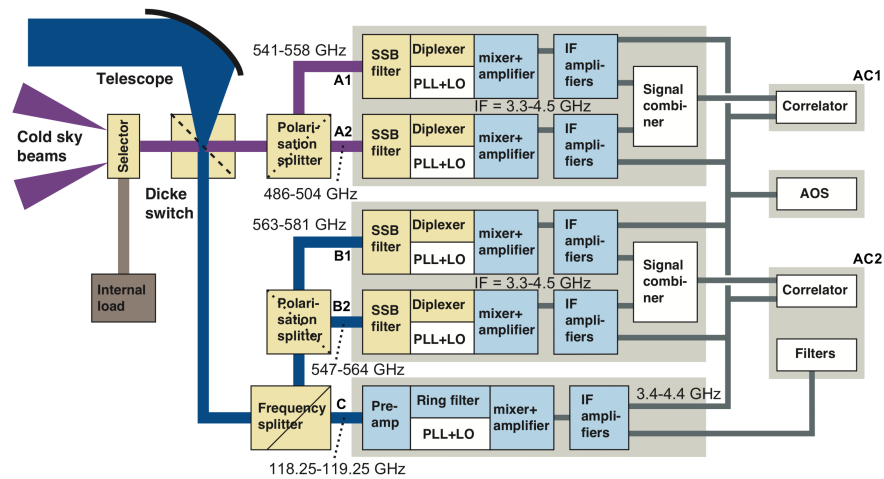 541-558 GHz
Telescope
A1
SSB
filter
Diplexer
PLL+LO
mixer+
amplifier
IF
ampli-
fiers
IF = 3.3-4.5 GHz
Signal
combi-
ner
AC1
Correlator
Cold sky
beams
Selector
Dicke
switch
Polari-
sation
splitter
A2
486-504 GHz
SSB
filter
Diplexer
PLL+LO
mixer+
amplifier
IF
ampli-
fiers
AOS
563-581 GHz
B1
SSB
filter
Diplexer
PLL+LO
mixer+
amplifier
IF
ampli-
fiers
IF = 3.3-4.5 GHz
Signal
combi-
ner
AC2
Correlator
Internal
load
Polari-
sation
splitter
B2
547-564 GHz
SSB
filter
Diplexer
PLL+LO
mixer+
amplifier
IF
ampli-
fiers
Filters
Frequency
splitter
C
118.25-119.25 GHz
Pre-
amp
Ring filter
PLL+LO
mixer+
amplifier
IF
ampli-
fiers
3.4-4.4 GHz